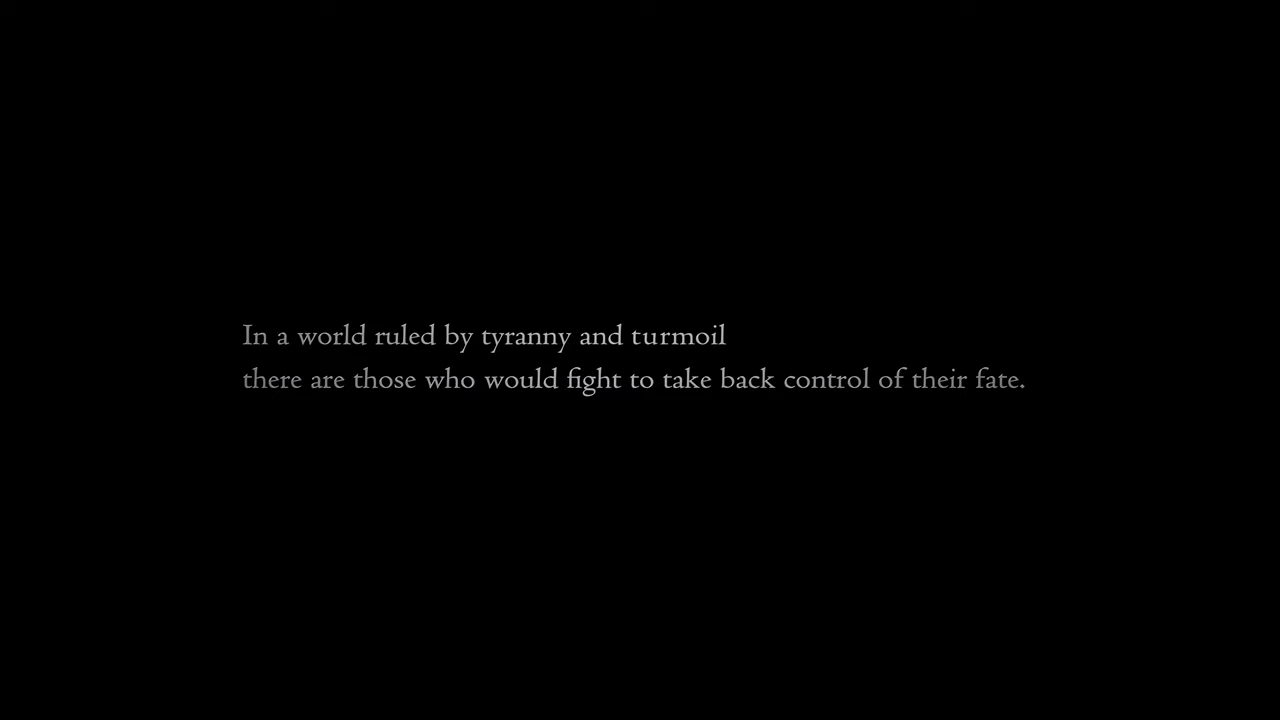 In a world ruled by tyranny and turmoil
there are those who would fight to take back control of their fate.